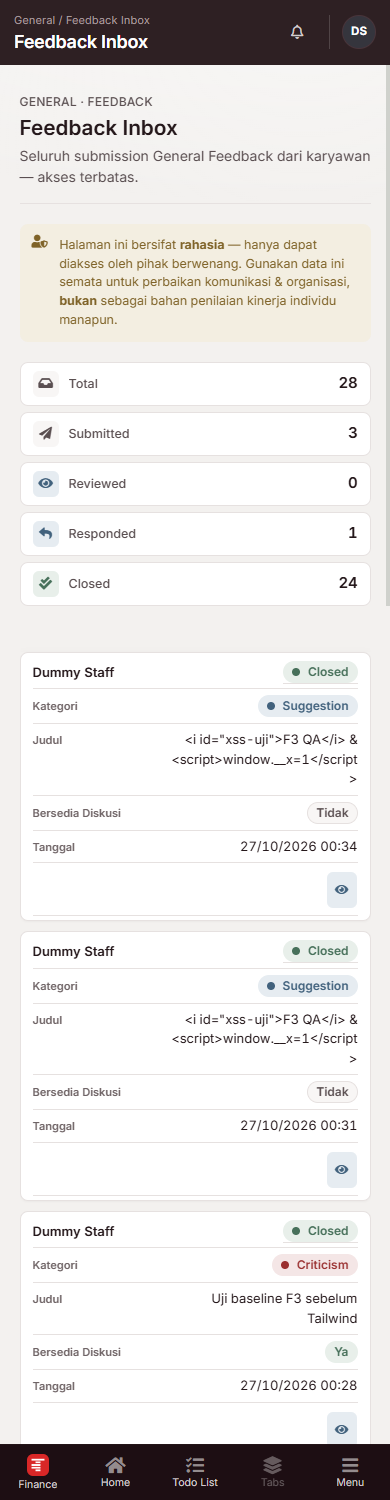 General / Feedback Inbox
Feedback Inbox
DS
GENERAL · FEEDBACK
Feedback Inbox
Seluruh submission General Feedback dari karyawan
— akses terbatas.
Halaman ini bersifat rahasia — hanya dapat
diakses oleh pihak berwenang. Gunakan data ini
semata untuk perbaikan komunikasi & organisasi,
bukan sebagai bahan penilaian kinerja individu
manapun.
Total 28
Submitted 3
Reviewed 0
Responded 1
Closed 24
Dummy Staff Closed
Kategori Suggestion
Judul <i id="xss-uji">F3 QA</i> &
<script>window.__x=1</script
>
Bersedia Diskusi Tidak
Tanggal 27/10/2026 00:34
Dummy Staff Closed
Kategori Suggestion
Judul <i id="xss-uji">F3 QA</i> &
<script>window.__x=1</script
>
Bersedia Diskusi Tidak
Tanggal 27/10/2026 00:31
Dummy Staff Closed
Kategori Criticism
Judul Uji baseline F3 sebelum
Tailwind
Bersedia Diskusi Ya
Tanggal 27/10/2026 00:28
Finance Home Todo List Tabs Menu